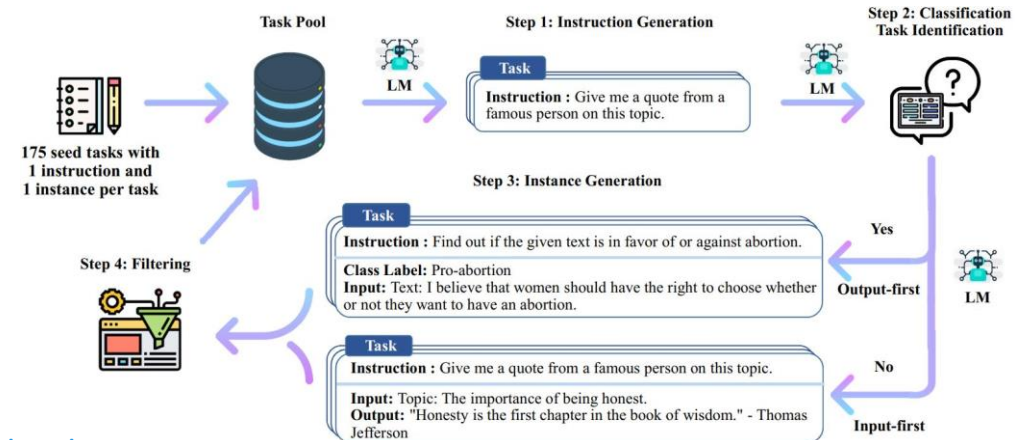 Task Pool
Step 1: Instruction Generation
Step 2: Classification
Task Identification
LM
Task
Instruction : Give me a quote from a
famous person on this topic.
LM
175 seed tasks with
1 instruction and
1 instance per task
Step 3: Instance Generation
Task
Instruction : Find out if the given text is in favor of or against abortion.
Class Label: Pro-abortion
Input: Text: I believe that women should have the right to choose whether
or not they want to have an abortion.
Yes
Output-first
LM
Step 4: Filtering
Task
Instruction : Give me a quote from a famous person on this topic.
Input: Topic: The importance of being honest.
Output: "Honesty is the first chapter in the book of wisdom." - Thomas
Jefferson
No
Input-first